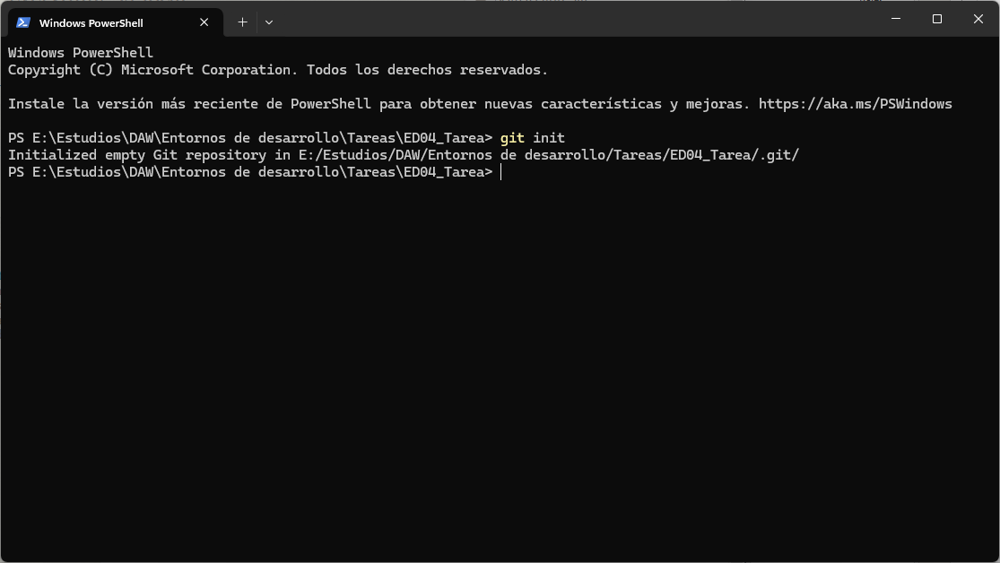 Windows PowerShell
Windows PowerShell
Copyright (C) Microsoft Corporation. Todos los derechos reservados.
Instale la versión más reciente de PowerShell para obtener nuevas características y mejoras. https://aka.ms/PSWindows
PS E:\Estudios\DAW\Entornos de desarrollo\Tareas\ED04_Tarea> git init
Initialized empty Git repository in E:/Estudios/DAW/Entornos de desarrollo/Tareas/ED04_Tarea/.git/
PS E:\Estudios\DAW\Entornos de desarrollo\Tareas\ED04_Tarea>